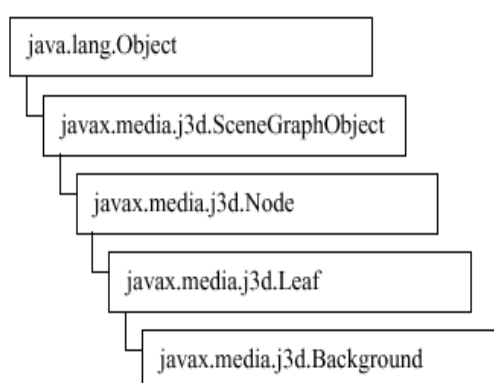 java.lang.Object
javax.media.j3d.SceneGraphObject
javax.media.j3d.Node
javax.media.j3d.Leaf
javax.media.j3d.Background